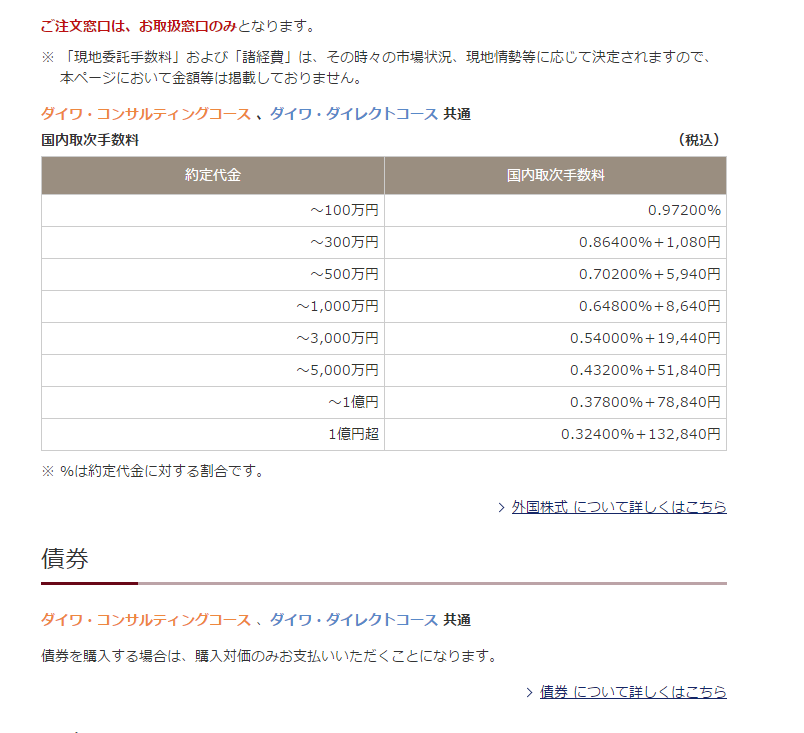 ご注文窓口は、お取扱窓口のみとなります。
※ 「現地委託手数料」および「諸経費」は、その時々の市場状況、現地情勢等に応じて決定されますので、
本ページにおいて金額等は掲載しておりません。
ダイワ・コンサルティングコース 、ダイワ・ダイレクトコース 共通
国内取次手数料 （税込）
約定代金 国内取次手数料
～100万円 0.97200%
～300万円 0.86400%＋1,080円
～500万円 0.70200%＋5,940円
～1,000万円 0.64800%＋8,640円
～3,000万円 0.54000%＋19,440円
～5,000万円 0.43200%＋51,840円
～1億円 0.37800%＋78,840円
1億円超 0.32400%＋132,840円
※ %は約定代金に対する割合です。
外国株式 について詳しくはこちら
債券
ダイワ・コンサルティングコース 、ダイワ・ダイレクトコース 共通
債券を購入する場合は、購入対価のみお支払いいただくことになります。
債券 について詳しくはこちら